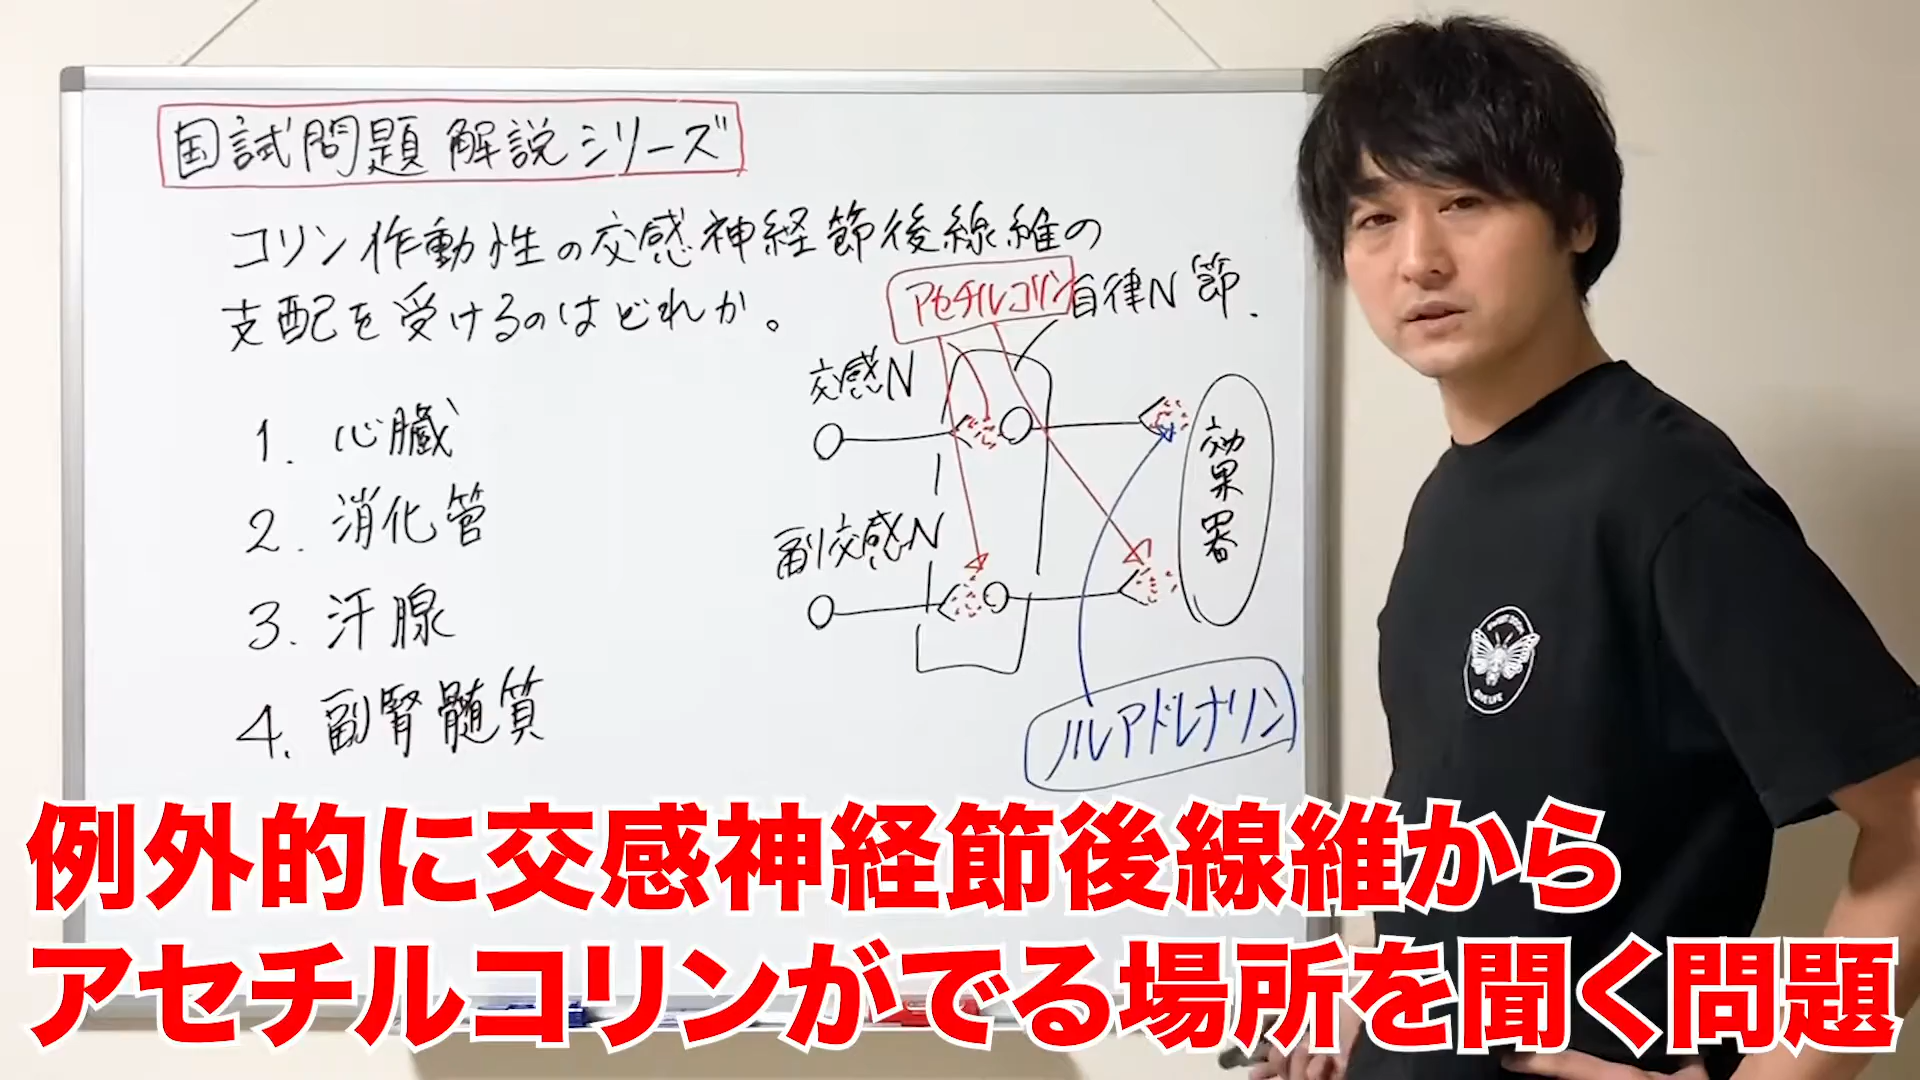 国試問題解説シリーズ
コリン作動性の交感神経節後線維の
支配を受けるのはどれか。
1. 心臓
2. 消化管
3. 汗腺
4. 副腎髄質
アセチルコリン
自律N節.
交感N
副交感N
効果器
ノルアドレナリン
例外的に交感神経節後線維から
アセチルコリンがでる場所を聞く問題